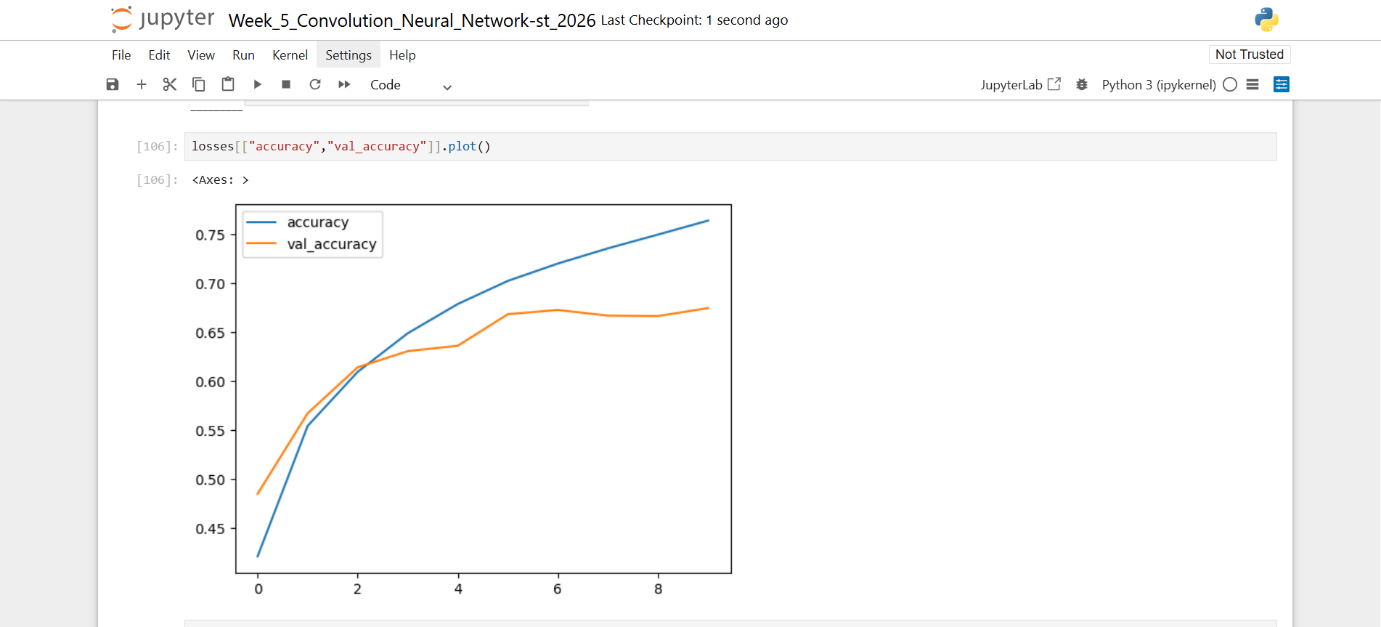 jupyter Week_5_Convolution_Neural_Network-st_2026 Last Checkpoint: 1 second ago
File Edit View Run Kernel Settings Help
Not Trusted
Code
JupyterLab
Python 3 (ipykernel)
[106]: losses[["accuracy","val_accuracy"]].plot()
[106]: <Axes: >
accuracy
val_accuracy
0.75
0.70
0.65
0.60
0.55
0.50
0.45
0 2 4 6 8